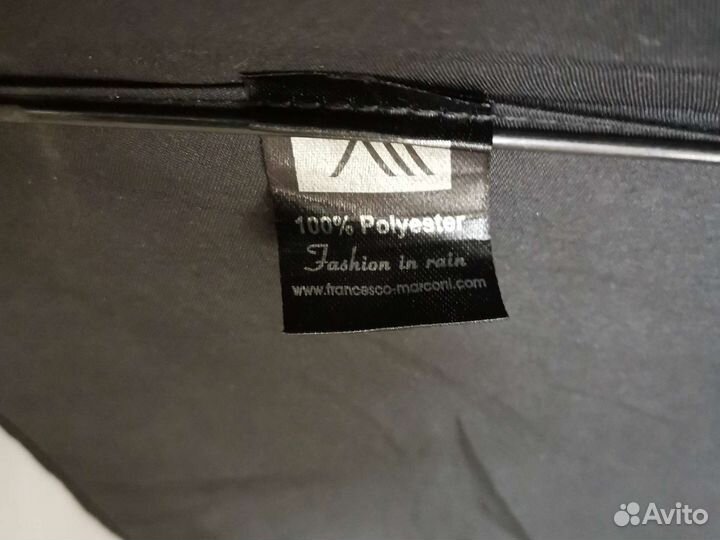 100% Polyester
Fashion in rain
www.francesco-marconi.com
Avito